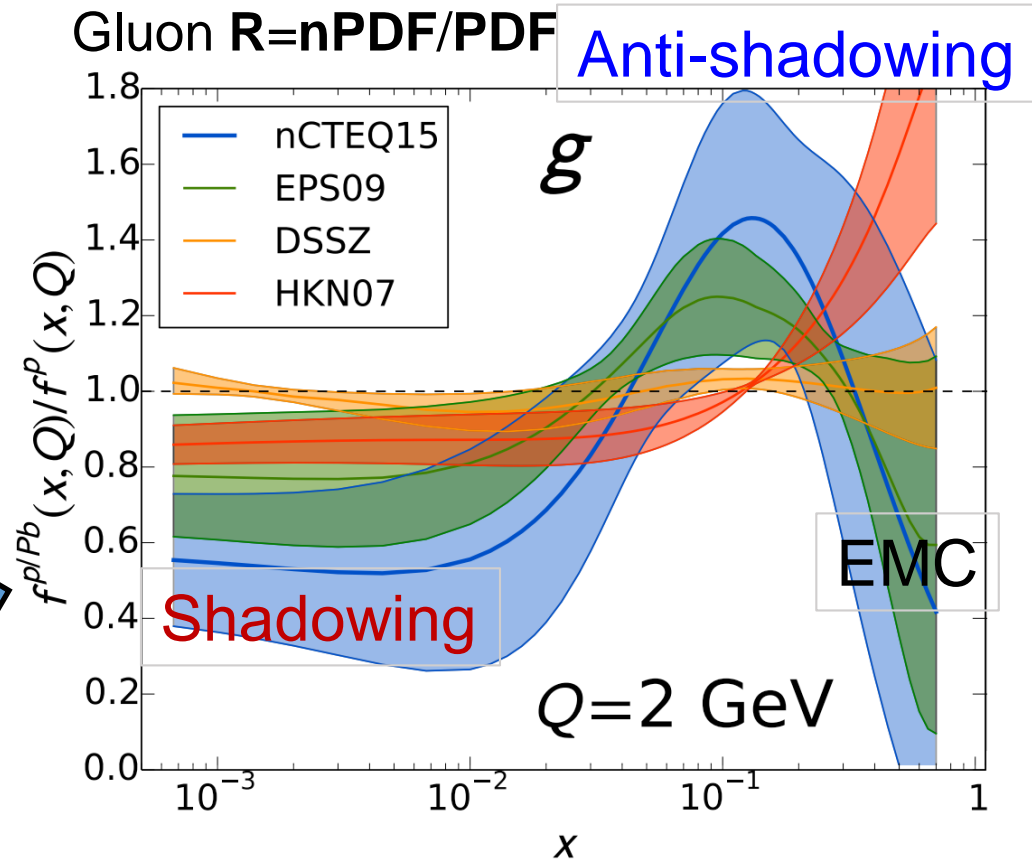 Gluon R=nPDF/PDF
Anti-shadowing
1.8
1.6
1.4
1.2
1.0
0.8
0.6
0.4
0.2
0.0
f^{p/Pb}(x,Q)/f^{p}(x,Q)
nCTEQ15
EPS09
DSSZ
HKN07
g
EMC
Shadowing
Q=2 GeV
10⁻³
10⁻²
10⁻¹
1
x